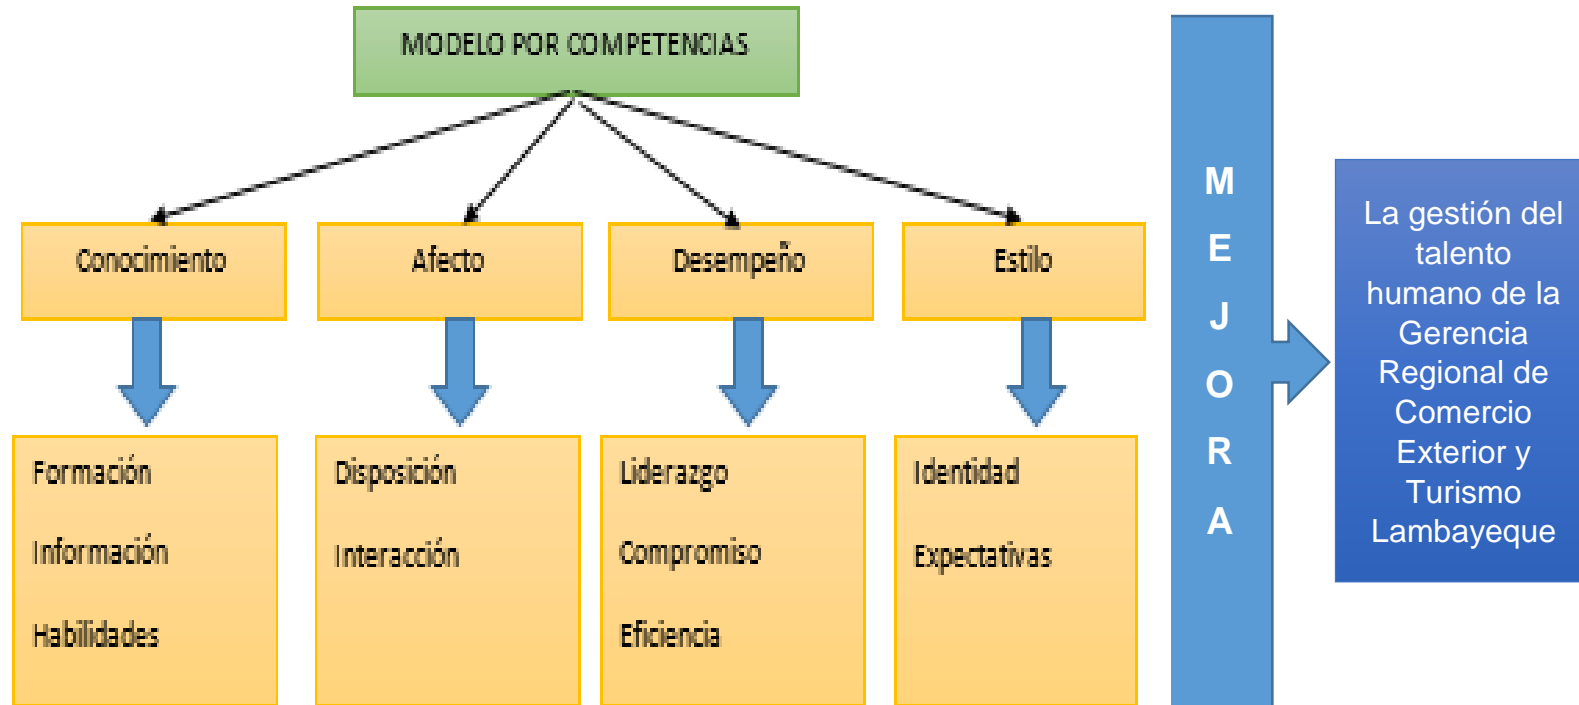 MODELO POR COMPETENCIAS
Conocimiento
Afecto
Desempeño
Estilo
Formación
Información
Habilidades
Disposición
Interacción
Liderazgo
Compromiso
Eficiencia
Identidad
Expectativas
M
E
J
O
R
A
La gestión del
talento
humano de la
Gerencia
Regional de
Comercio
Exterior y
Turismo
Lambayeque